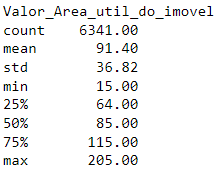 Valor_Area_util_do_imovel
count 6341.00
mean 91.40
std 36.82
min 15.00
25% 64.00
50% 85.00
75% 115.00
max 205.00